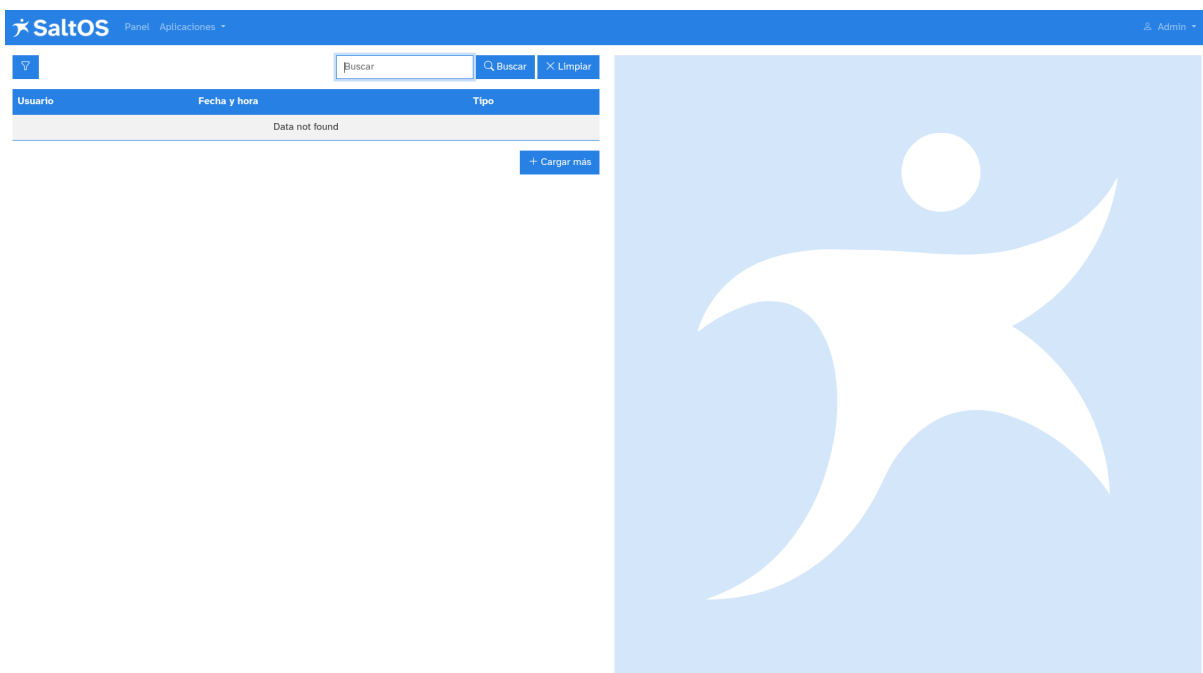 SaltOS Panel Aplicaciones Admin
Buscar Buscar Limpiar
Usuario Fecha y hora Tipo
Data not found
+ Cargar más